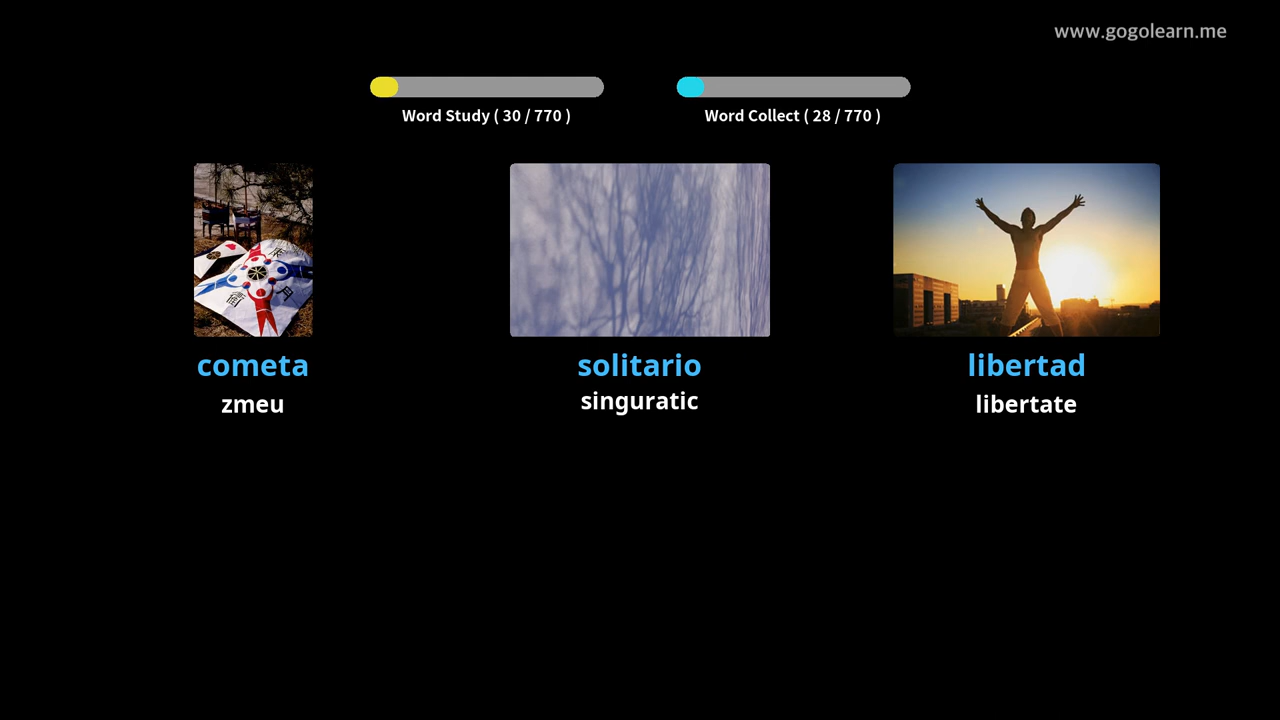 www.gogolearn.me
Word Study ( 30 / 770 )
Word Collect ( 28 / 770 )
cometa
solitario
libertad
zmeu
singuratic
libertate